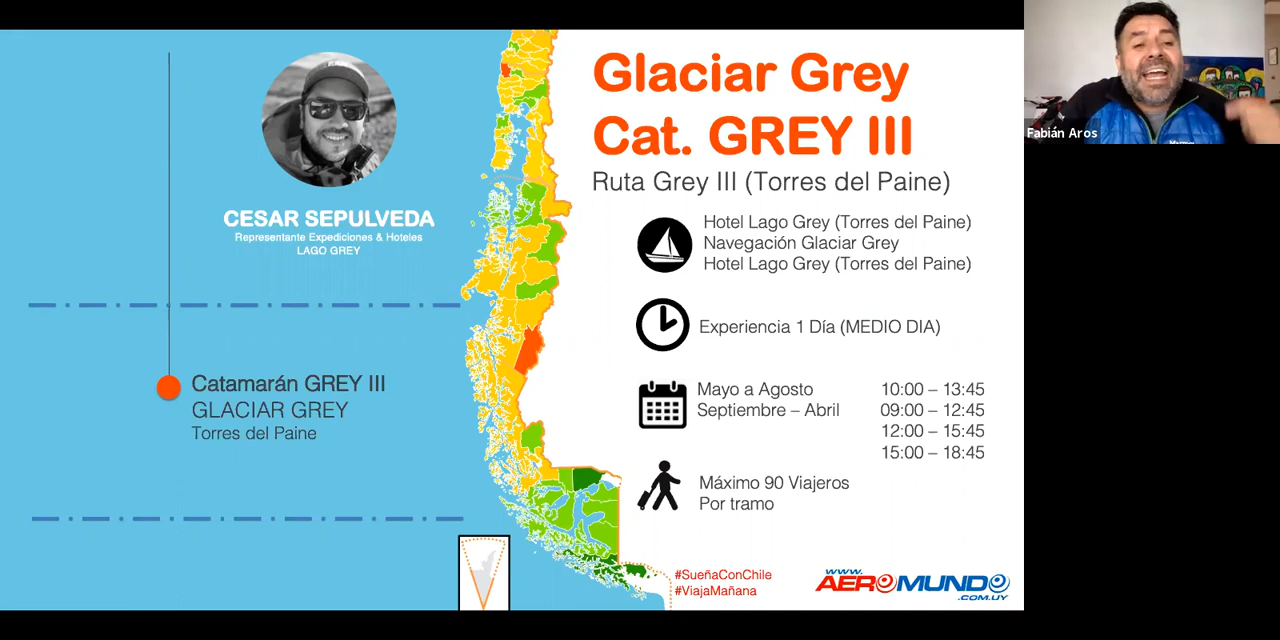 CESAR SEPULVEDA
Representante Expediciones & Hoteles
LAGO GREY
Catamarán GREY III
GLACIAR GREY
Torres del Paine
Glaciar Grey
Cat. GREY III
Ruta Grey III (Torres del Paine)
Hotel Lago Grey (Torres del Paine)
Navegación Glaciar Grey
Hotel Lago Grey (Torres del Paine)
Experiencia 1 Día (MEDIO DIA)
Mayo a Agosto 10:00 – 13:45
Septiembre – Abril 09:00 – 12:45
12:00 – 15:45
15:00 – 18:45
Máximo 90 Viajeros
Por tramo
#SueñaConChile
#ViajaMañana
WWW.
AEROMUNDO
.COM.UY
Fabián Aros